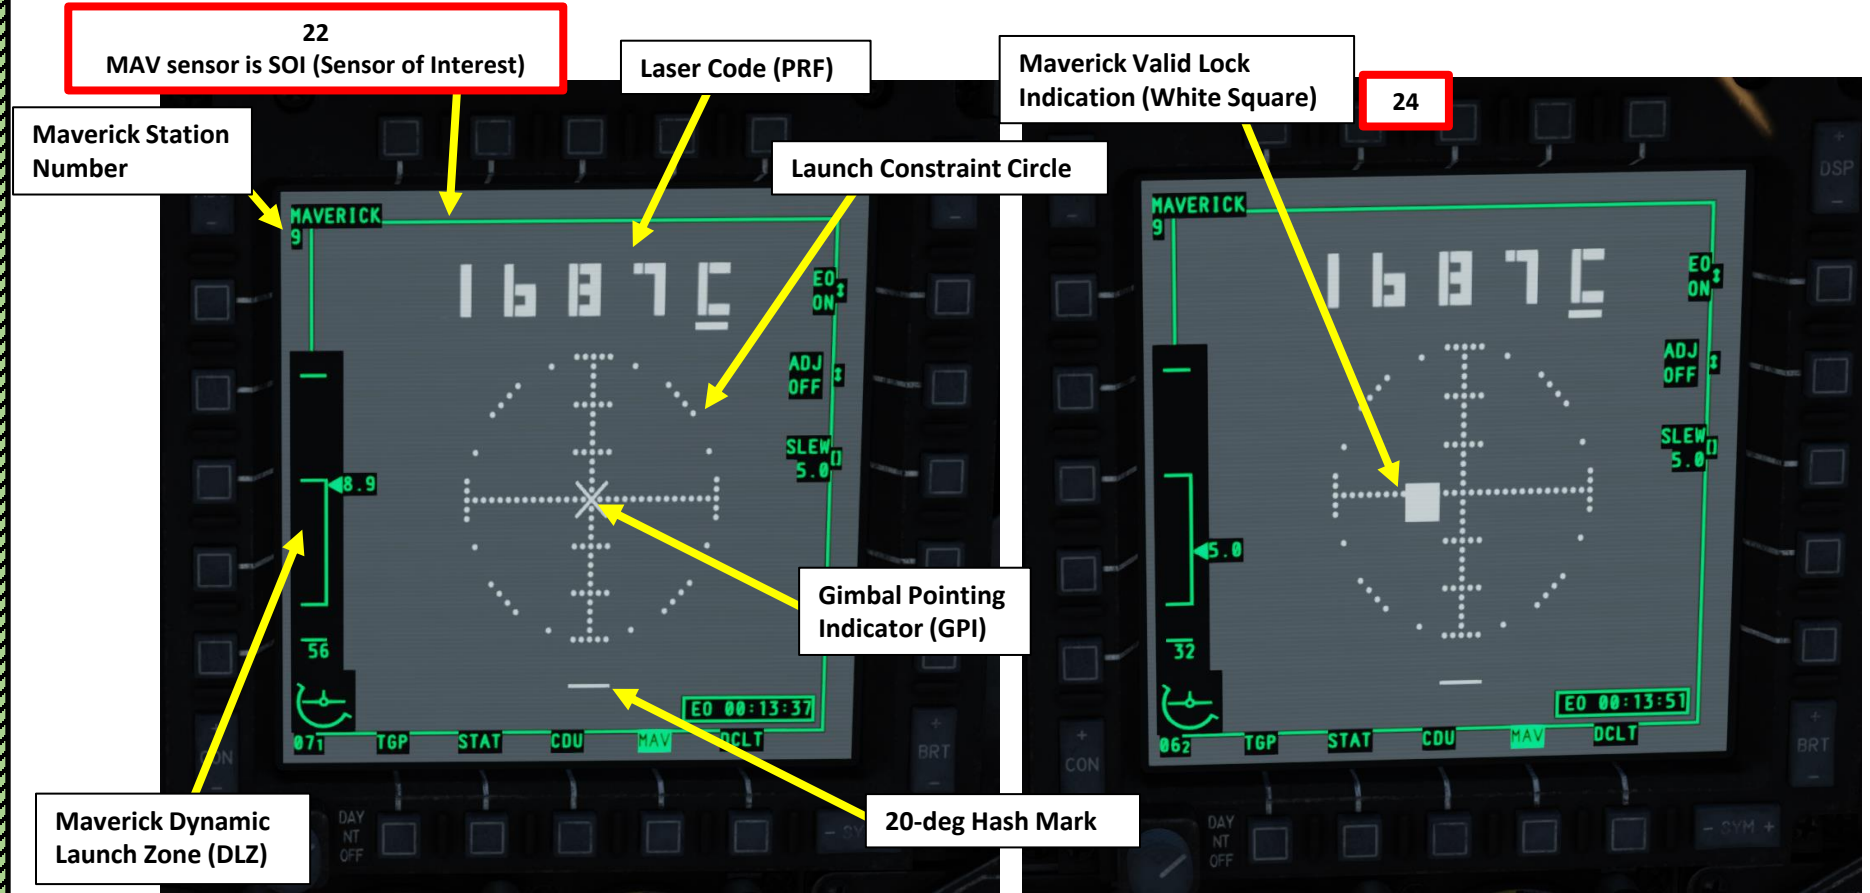 22
MAV sensor is SOI (Sensor of Interest)
Laser Code (PRF)
Maverick Valid Lock
Indication (White Square)
24
Maverick Station
Number
Launch Constraint Circle
MAVERICK
9
1687C
EO
ON
ADJ
OFF
SLEW
5.0
8.9
56
EO 00:13:37
071
TGP
STAT
CDU
MAV
DCLT
Gimbal Pointing
Indicator (GPI)
20-deg Hash Mark
Maverick Dynamic
Launch Zone (DLZ)
CON
BRT
DAY
NT
OFF
- SY
MAVERICK
9
1687C
EO
ON
ADJ
OFF
SLEW
5.0
5.0
32
EO 00:13:51
062
TGP
STAT
CDU
MAV
DCLT
DSP
CON
BRT
DAY
NT
OFF
- SYM +